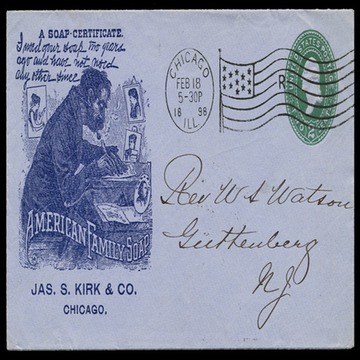 A SOAP-CERTIFICATE.
I used your soap two years
ago and have not used
any other since
AMERICAN FAMILY SOAP
JAS. S. KIRK & CO.
CHICAGO.
CHICAGO
FEB 18
5-30P
18 98
ILL.
R
Rev W S Watson
Guttenberg
NJ